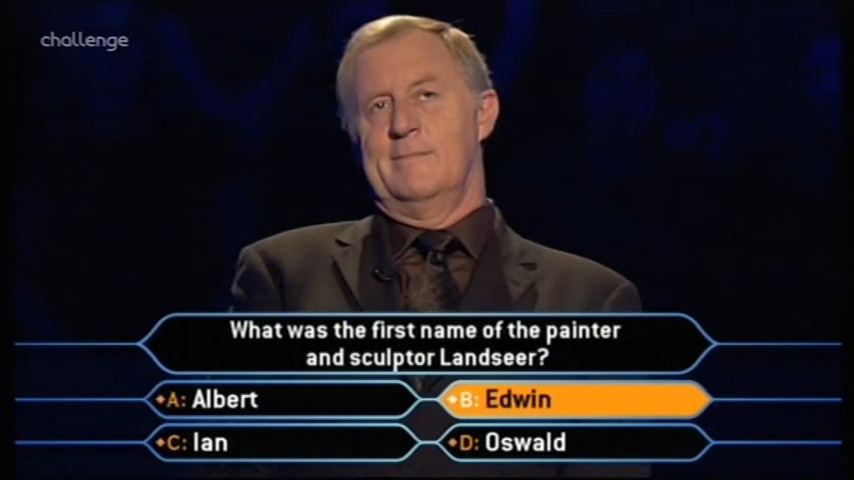 challenge
What was the first name of the painter
and sculptor Landseer?
A: Albert
B: Edwin
C: Ian
D: Oswald